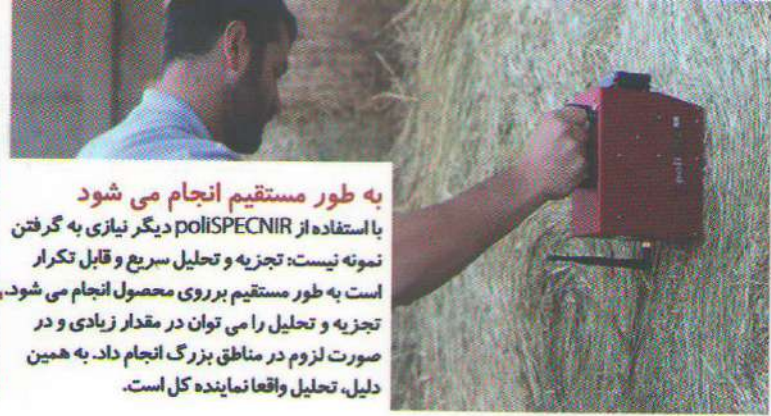 به طور مستقیم انجام می شود
با استفاده از poliSPECNIR دیگر نیازی به گرفتن
نمونه نیست: تجزیه و تحلیل سریع و قابل تکرار
است به طور مستقیم برروی محصول انجام می شود.
تجزیه و تحلیل را می توان در مقدار زیادی و در
صورت لزوم در مناطق بزرگ انجام داد. به همین
دلیل، تحلیل واقعا نماینده کل است.
poli